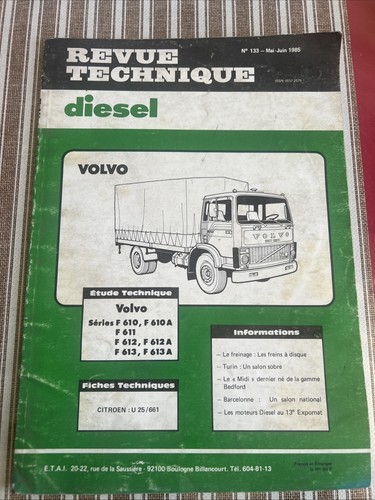 REVUE
TECHNIQUE
N° 133 – Mai-Juin 1985
diesel
VOLVO
VOLVO
Étude Technique
Volvo
Séries F 610, F 610 A
F 611
F 612, F 612 A
F 613, F 613 A
Fiches Techniques
CITROEN : U 25/661
Informations
– Le freinage : Les freins à disque
– Turin : Un salon sobre
– Le « Midi » dernier né de la gamme
Bedford
– Barcelonne : Un salon national
– Les moteurs Diesel au 13e Expomat
E.T.A.I. 20-22, rue de la Saussière - 92100 Boulogne Billancourt. Tél. 604-81-13